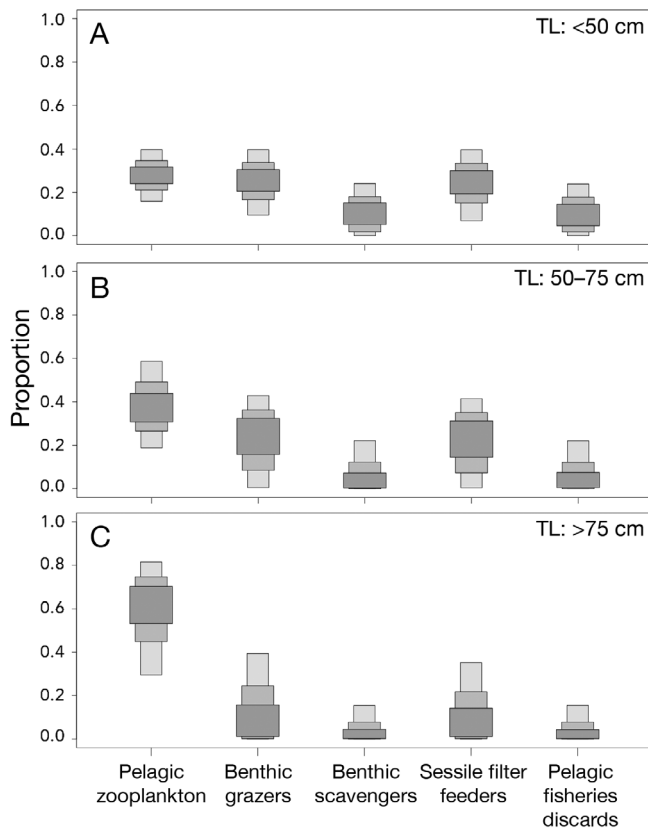 A
TL: <50 cm
1.0
0.8
0.6
0.4
0.2
0.0
B
TL: 50–75 cm
1.0
0.8
0.6
0.4
0.2
0.0
Proportion
C
TL: >75 cm
1.0
0.8
0.6
0.4
0.2
0.0
Pelagic
zooplankton
Benthic
grazers
Benthic
scavengers
Sessile filter
feeders
Pelagic
fisheries
discards